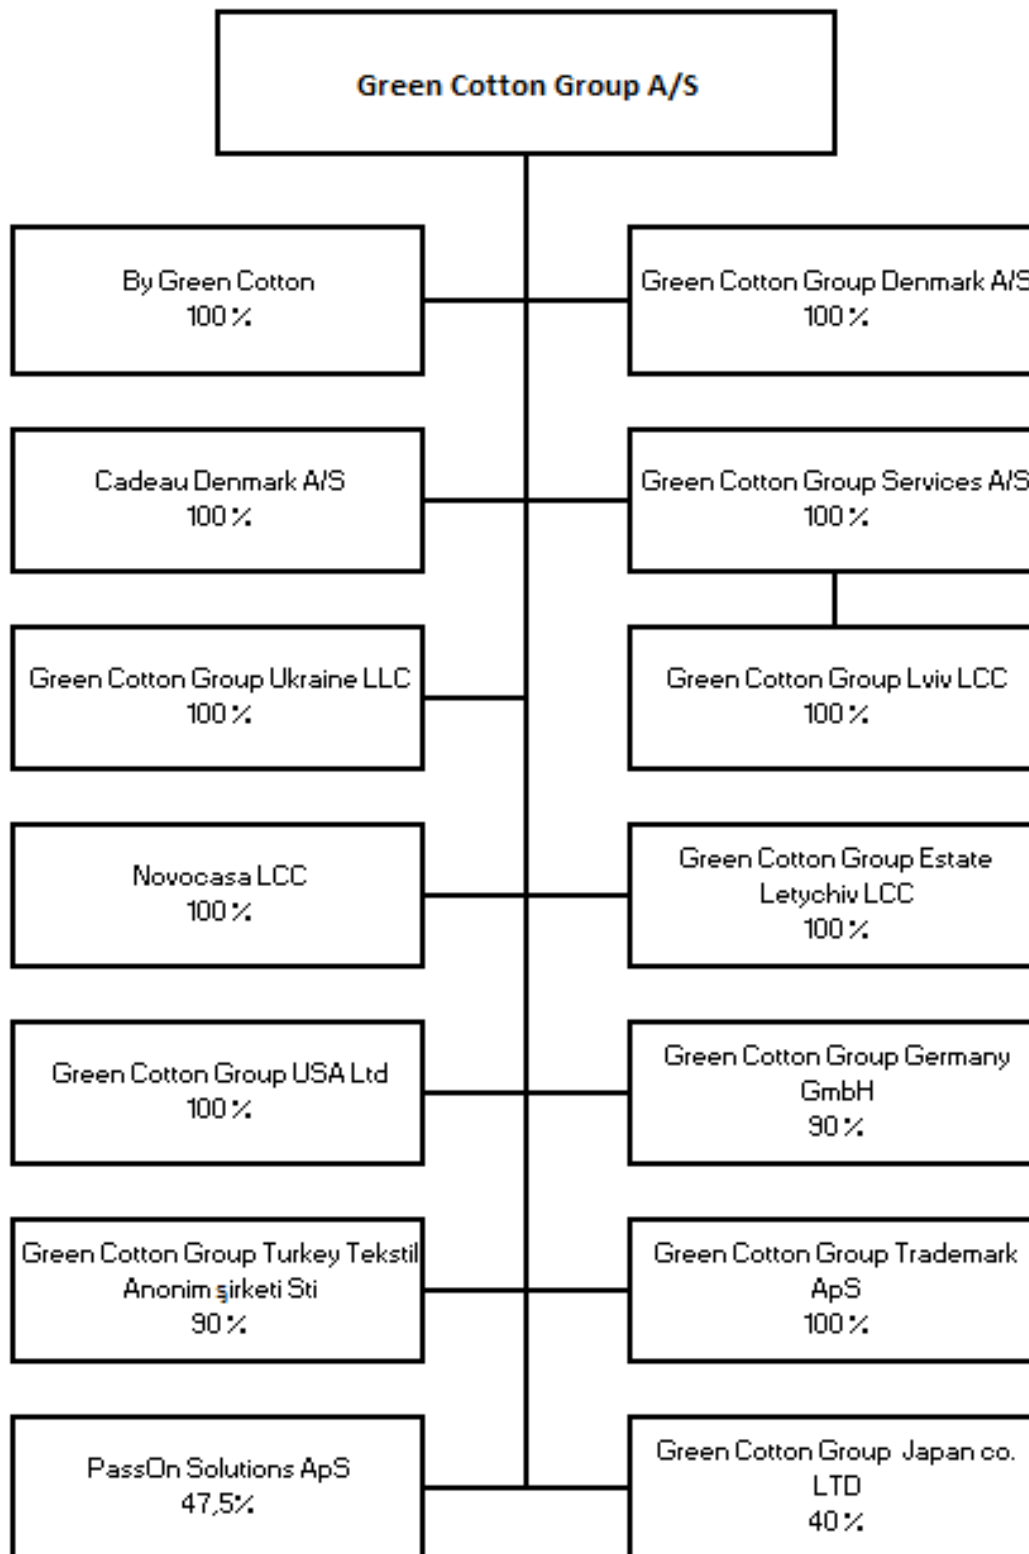 Green Cotton Group A/S
By Green Cotton
100 %
Green Cotton Group Denmark A/S
100 %
Cadeau Denmark A/S
100 %
Green Cotton Group Services A/S
100 %
Green Cotton Group Ukraine LLC
100 %
Green Cotton Group Lviv LCC
100 %
Novocasa LCC
100 %
Green Cotton Group Estate
Letychiv LCC
100 %
Green Cotton Group USA Ltd
100 %
Green Cotton Group Germany
GmbH
90 %
Green Cotton Group Turkey Tekstil
Anonim şirketi Sti
90 %
Green Cotton Group Trademark
ApS
100 %
PassOn Solutions ApS
47,5%
Green Cotton Group Japan co.
LTD
40 %